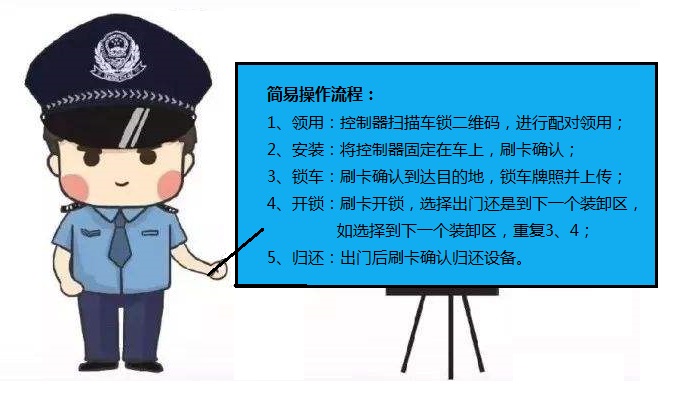 简易操作流程：
1、领用：控制器扫描车锁二维码，进行配对领用；
2、安装：将控制器固定在车上，刷卡确认；
3、锁车：刷卡确认到达目的地，锁车牌照并上传；
4、开锁：刷卡开锁，选择出门还是到下一个装卸区，
如选择到下一个装卸区，重复3、4；
5、归还：出门后刷卡确认归还设备。